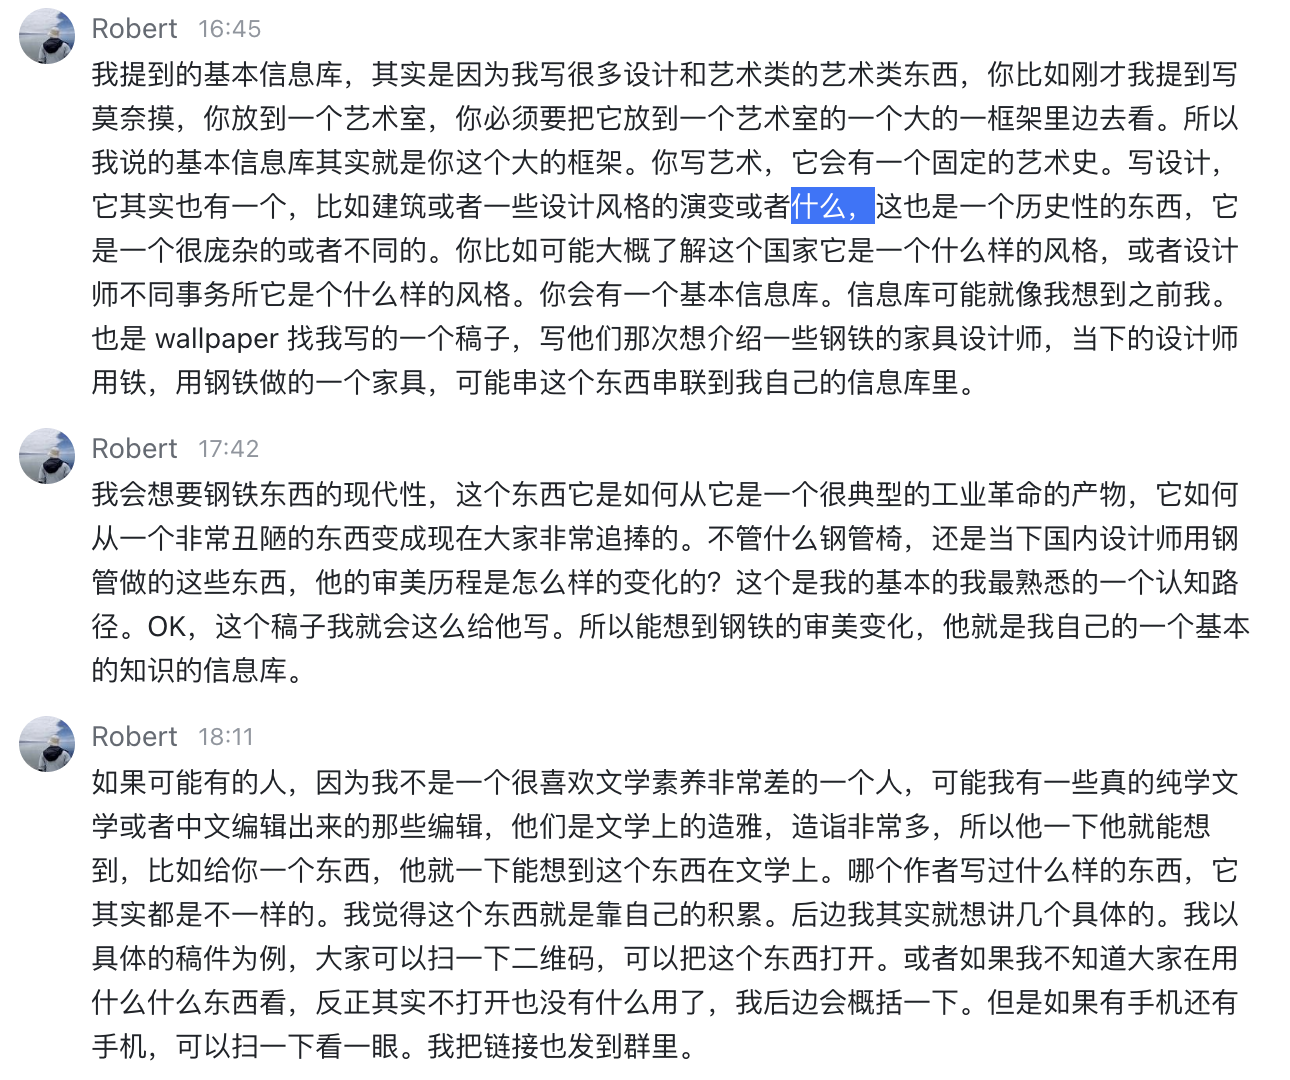 Robert 16:45
我提到的基本信息库，其实是因为我写很多设计和艺术类的艺术类东西，你比如刚才我提到写
莫奈摸，你放到一个艺术室，你必须要把它放到一个艺术室的一个大的一框架里边去看。所以
我说的基本信息库其实就是你这个大的框架。你写艺术，它会有一个固定的艺术史。写设计，
它其实也有一个，比如建筑或者一些设计风格的演变或者什么，这也是一个历史性的东西，它
是一个很庞杂的或者不同的。你比如可能大概了解这个国家它是一个什么样的风格，或者设计
师不同事务所它是个什么样的风格。你会有一个基本信息库。信息库可能就像我想到之前我。
也是 wallpaper 找我写的一个稿子，写他们那次想介绍一些钢铁的家具设计师，当下的设计师
用铁，用钢铁做的一个家具，可能串这个东西串联到我自己的信息库里。
Robert 17:42
我会想要钢铁东西的现代性，这个东西它是如何从它是一个很典型的工业革命的产物，它如何
从一个非常丑陋的东西变成现在大家非常追捧的。不管什么钢管椅，还是当下国内设计师用钢
管做的这些东西，他的审美历程是怎么样的变化的？这个是我的基本的我最熟悉的一个认知路
径。OK，这个稿子我就会这么给他写。所以能想到钢铁的审美变化，他就是我自己的一个基本
的知识的信息库。
Robert 18:11
如果可能有的人，因为我不是一个很喜欢文学素养非常差的一个人，可能我有一些真的纯学文
学或者中文编辑出来的那些编辑，他们是文学上的造雅，造诣非常多，所以他一下他就能想
到，比如给你一个东西，他就一下能想到这个东西在文学上。哪个作者写过什么样的东西，它
其实都是不一样的。我觉得这个东西就是靠自己的积累。后边我其实就想讲几个具体的。我以
具体的稿件为例，大家可以扫一下二维码，可以把这个东西打开。或者如果我不知道大家在用
什么什么东西看，反正其实不打开也没有什么用了，我后边会概括一下。但是如果有手机还有
手机，可以扫一下看一眼。我把链接也发到群里。